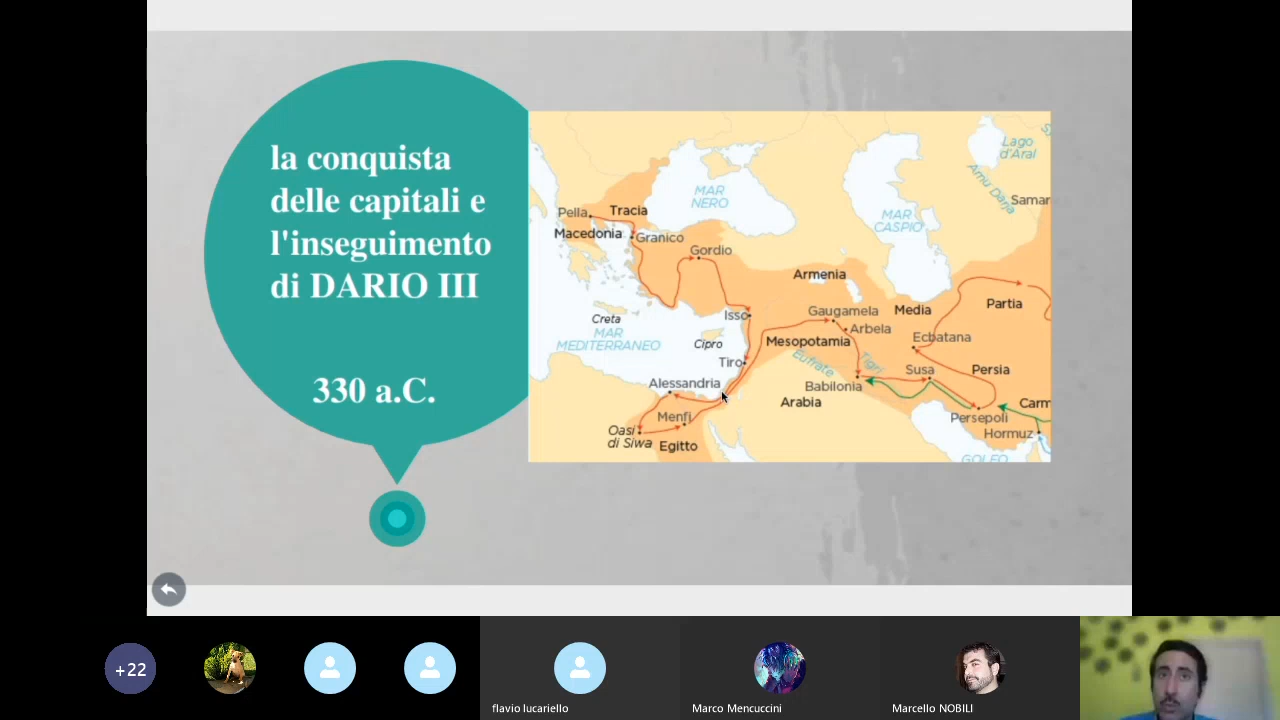 la conquista
delle capitali e
l'inseguimento
di DARIO III
330 a.C.
Lago
d'Aral
Amu Darja
Samar
MAR
NERO
MAR
CASPIO
Pella
Tracia
Macedonia
Granico
Gordio
Armenia
Partia
Creta
MAR
MEDITERRANEO
Cipro
Isso
Gaugamela
Media
Arbela
Ecbatana
Mesopotamia
Tiro
Eufrate
Tigri
Susa
Persia
Alessandria
Babilonia
Arabia
Carm
Menfi
Persepoli
Oasi
di Siwa
Egitto
Hormuz
GOLFO
+22
flavio lucariello
Marco Mencuccini
Marcello NOBILI